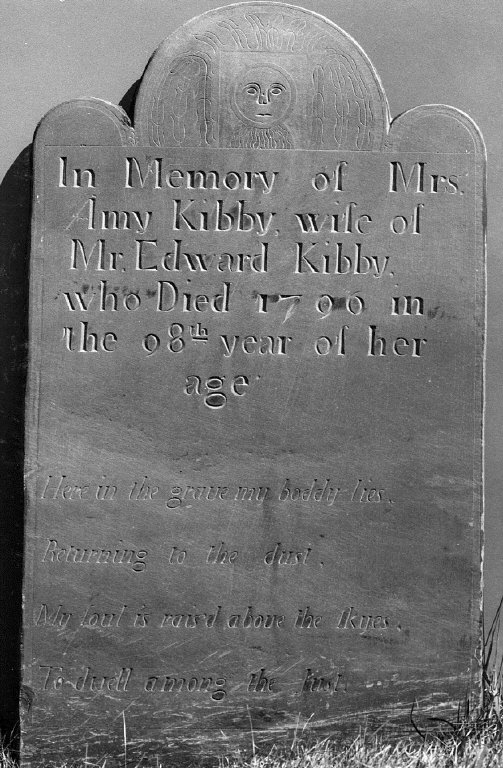 In Memory of Mrs.
Amy Kibby, wife of
Mr. Edward Kibby,
who Died 1796 in
the 98th year of her
age
Here in the grave my boddy lies.
Returning to the dust.
My ſoul is rais'd above the ſkyes.
To dwell among the Juſt.